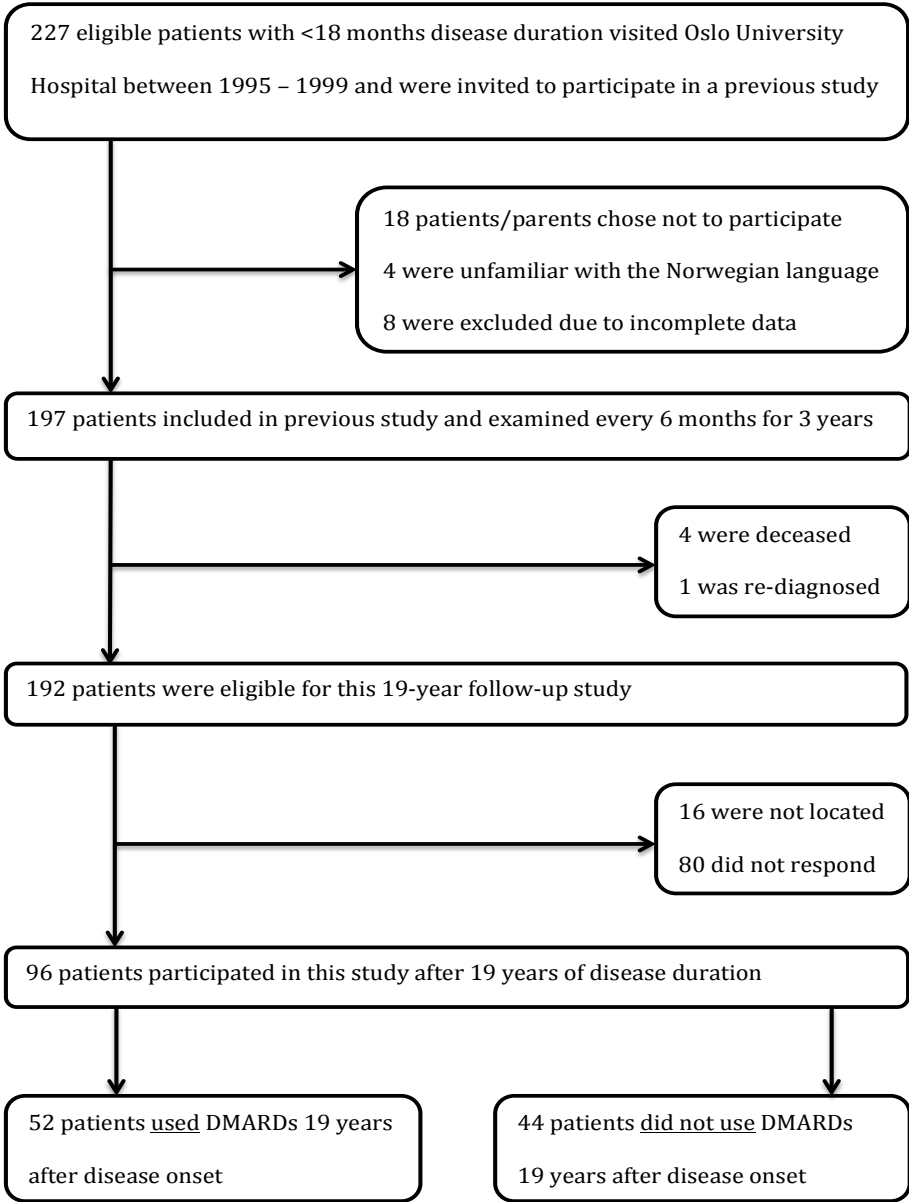 227 eligible patients with <18 months disease duration visited Oslo University
Hospital between 1995 – 1999 and were invited to participate in a previous study
18 patients/parents chose not to participate
4 were unfamiliar with the Norwegian language
8 were excluded due to incomplete data
197 patients included in previous study and examined every 6 months for 3 years
4 were deceased
1 was re-diagnosed
192 patients were eligible for this 19-year follow-up study
16 were not located
80 did not respond
96 patients participated in this study after 19 years of disease duration
52 patients used DMARDs 19 years
after disease onset
44 patients did not use DMARDs
19 years after disease onset